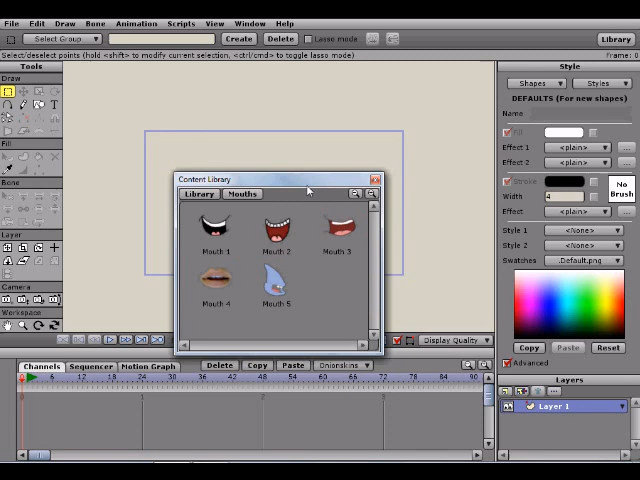 File Edit Draw Bone Animation Scripts View Window Help
Select Group Create Delete Lasso mode Library
Select/deselect points (hold <shift> to modify current selection, <ctrl/cmd> to toggle lasso mode) Frame: 0
Tools
Draw
T
Fill
Bone
Layer
Camera
Workspace
Style
Shapes Styles
DEFAULTS (For new shapes)
Name
Fill
Effect 1 <plain> ...
Effect 2 <plain> ...
Stroke
No Brush
Width 4
Effect <plain> ...
Style 1 <None>
Style 2 <None>
Swatches .Default.png
Copy Paste Reset
Advanced
Content Library
Library Mouths
Mouth 1 Mouth 2 Mouth 3
Mouth 4 Mouth 5
Display Quality
Channels Sequencer Motion Graph Delete Copy Paste Onionskins
6 12 18 24 30 36 42 48 54 60 66 72 78 84 90
0 1 2 3
Layers
Layer 1